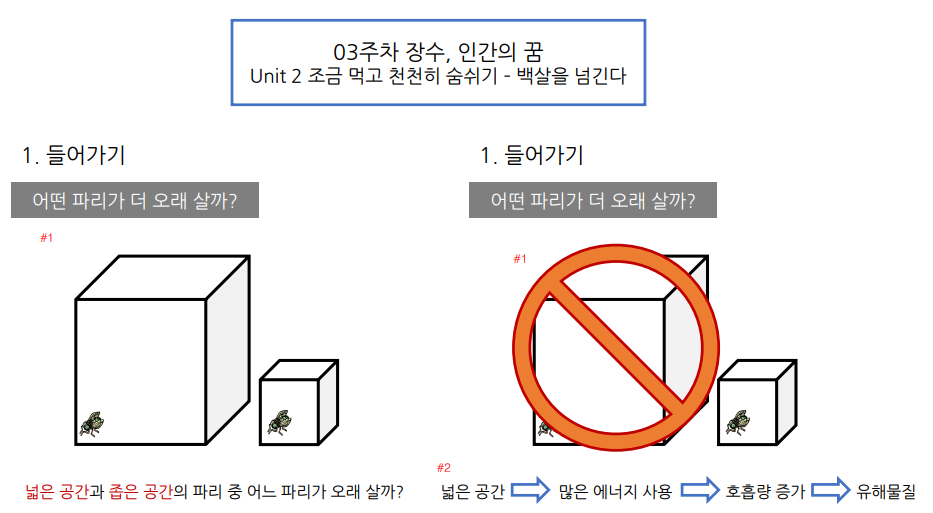 03주차 장수, 인간의 꿈
Unit 2 조금 먹고 천천히 숨쉬기 - 백살을 넘긴다
1. 들어가기
어떤 파리가 더 오래 살까?
#1
넓은 공간과 좁은 공간의 파리 중 어느 파리가 오래 살까?
1. 들어가기
어떤 파리가 더 오래 살까?
#1
#2
넓은 공간 많은 에너지 사용 호흡량 증가 유해물질